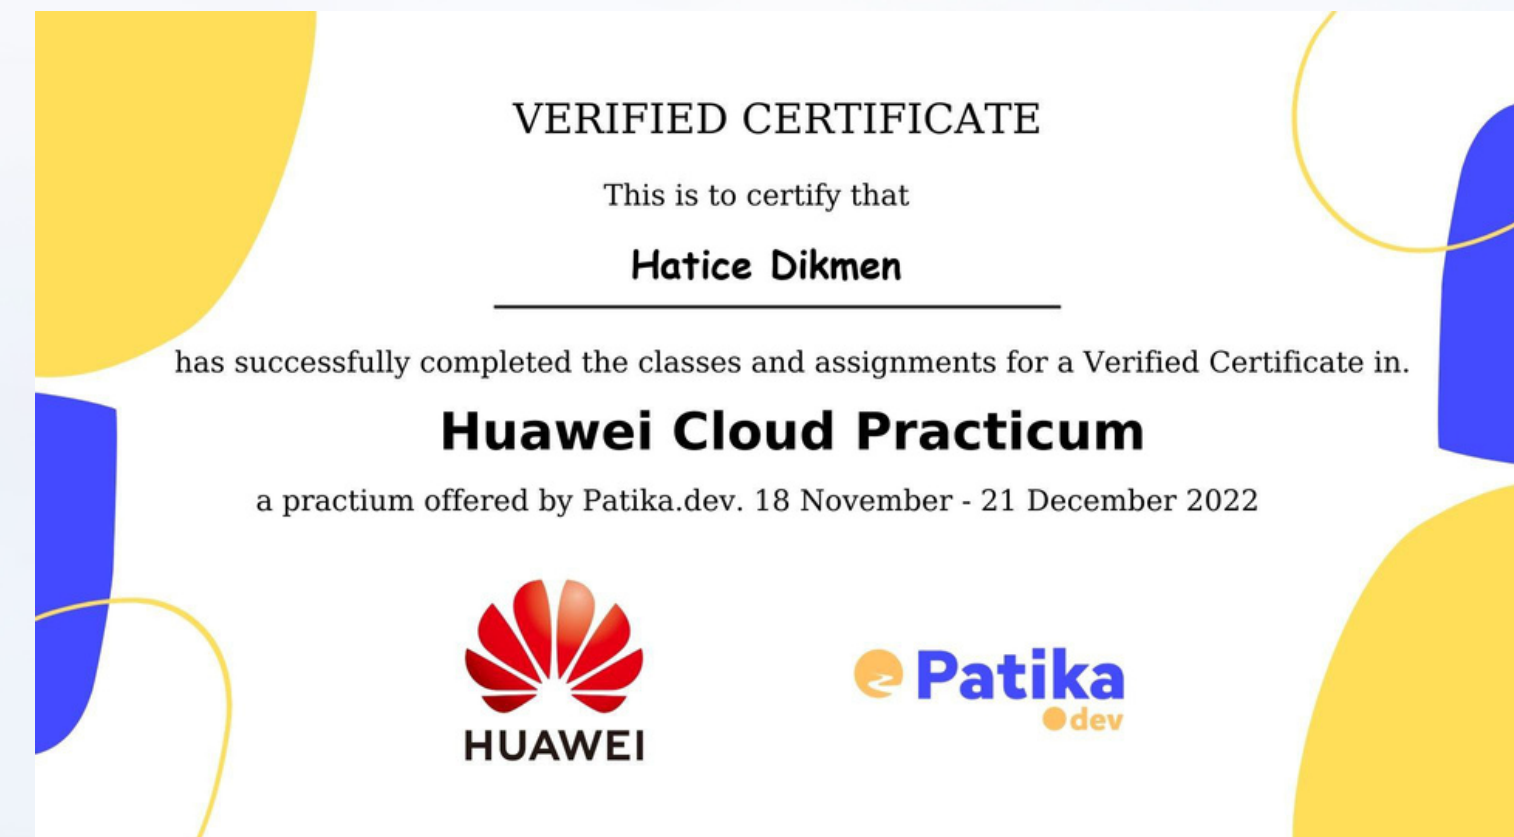 VERIFIED CERTIFICATE
This is to certify that
Hatice Dikmen
has successfully completed the classes and assignments for a Verified Certificate in.
Huawei Cloud Practicum
a practium offered by Patika.dev. 18 November - 21 December 2022
HUAWEI
Patika
dev